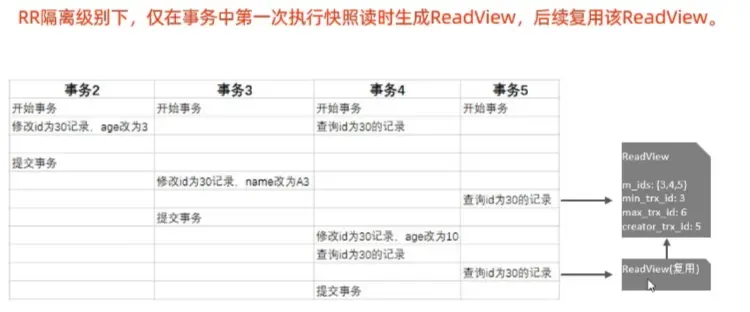 RR隔离级别下，仅在事务中第一次执行快照读时生成ReadView，后续复用该ReadView。
事务2 事务3 事务4 事务5
开始事务 开始事务 开始事务 开始事务
修改id为30记录、age改为3 查询id为30的记录
提交事务
修改id为30记录、name改为A3
查询id为30的记录
提交事务
修改id为30记录、age改为10
查询id为30的记录
查询id为30的记录
提交事务
ReadView
m_ids: {3,4,5}
min_trx_id: 3
max_trx_id: 6
creator_trx_id: 5
ReadView(复用)